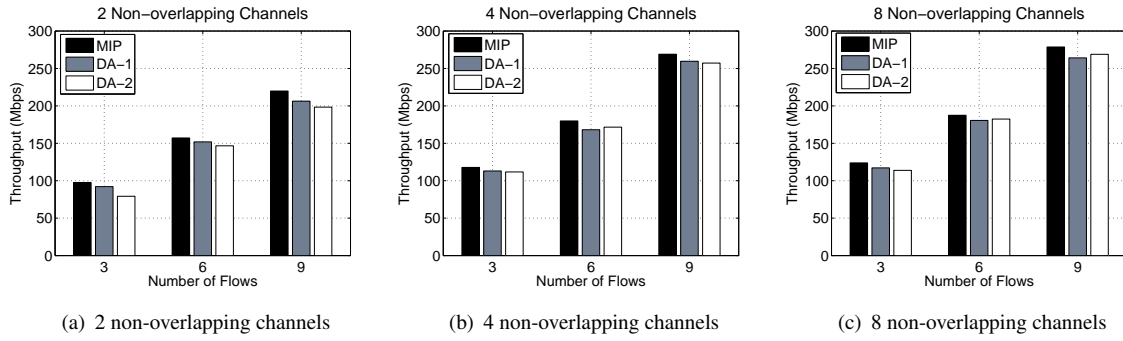 2 Non−overlapping Channels
300
250
200
150
100
50
0
Throughput (Mbps)
MIP
DA−1
DA−2
3 6 9
Number of Flows
(a) 2 non-overlapping channels
4 Non−overlapping Channels
300
250
200
150
100
50
0
Throughput (Mbps)
MIP
DA−1
DA−2
3 6 9
Number of Flows
(b) 4 non-overlapping channels
8 Non−overlapping Channels
300
250
200
150
100
50
0
Throughput (Mbps)
MIP
DA−1
DA−2
3 6 9
Number of Flows
(c) 8 non-overlapping channels